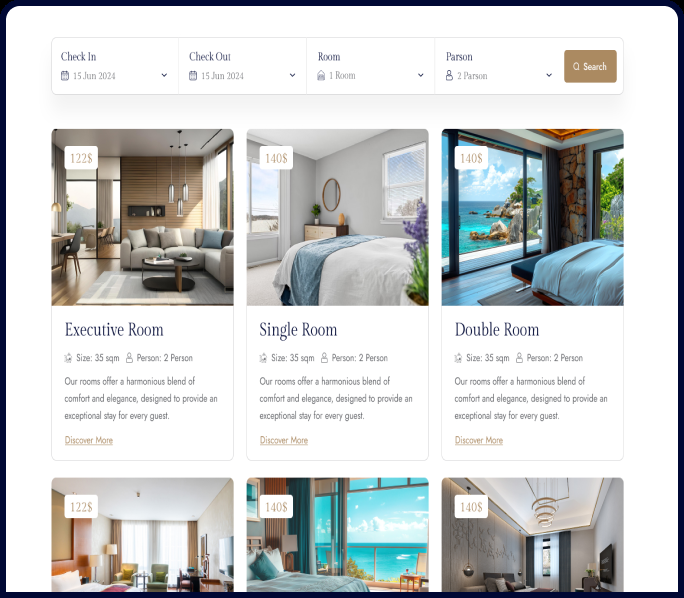 Check In
15 Jun 2024
Check Out
15 Jun 2024
Room
1 Room
Parson
2 Parson
Search
122$
140$
140$
Executive Room
Size: 35 sqm Person: 2 Person
Our rooms offer a harmonious blend of
comfort and elegance, designed to provide an
exceptional stay for every guest.
Discover More
Single Room
Size: 35 sqm Person: 2 Person
Our rooms offer a harmonious blend of
comfort and elegance, designed to provide an
exceptional stay for every guest.
Discover More
Double Room
Size: 35 sqm Person: 2 Person
Our rooms offer a harmonious blend of
comfort and elegance, designed to provide an
exceptional stay for every guest.
Discover More
122$
140$
140$